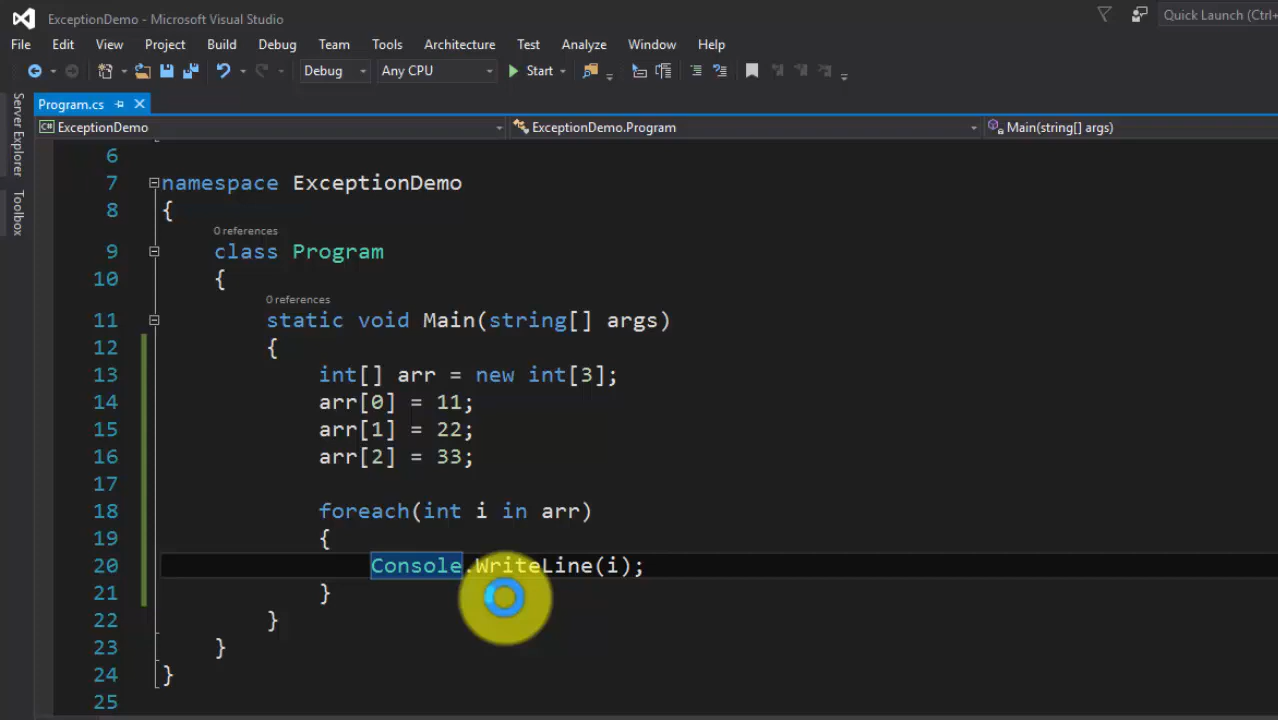 ExceptionDemo - Microsoft Visual Studio
Quick Launch (Ctrl+
File Edit View Project Build Debug Team Tools Architecture Test Analyze Window Help
Debug Any CPU Start
Program.cs
Server Explorer
Toolbox
C# ExceptionDemo ExceptionDemo.Program Main(string[] args)
6
7 namespace ExceptionDemo
8 {
0 references
9 class Program
10 {
0 references
11 static void Main(string[] args)
12 {
13 int[] arr = new int[3];
14 arr[0] = 11;
15 arr[1] = 22;
16 arr[2] = 33;
17
18 foreach(int i in arr)
19 {
20 Console.WriteLine(i);
21 }
22 }
23 }
24 }
25